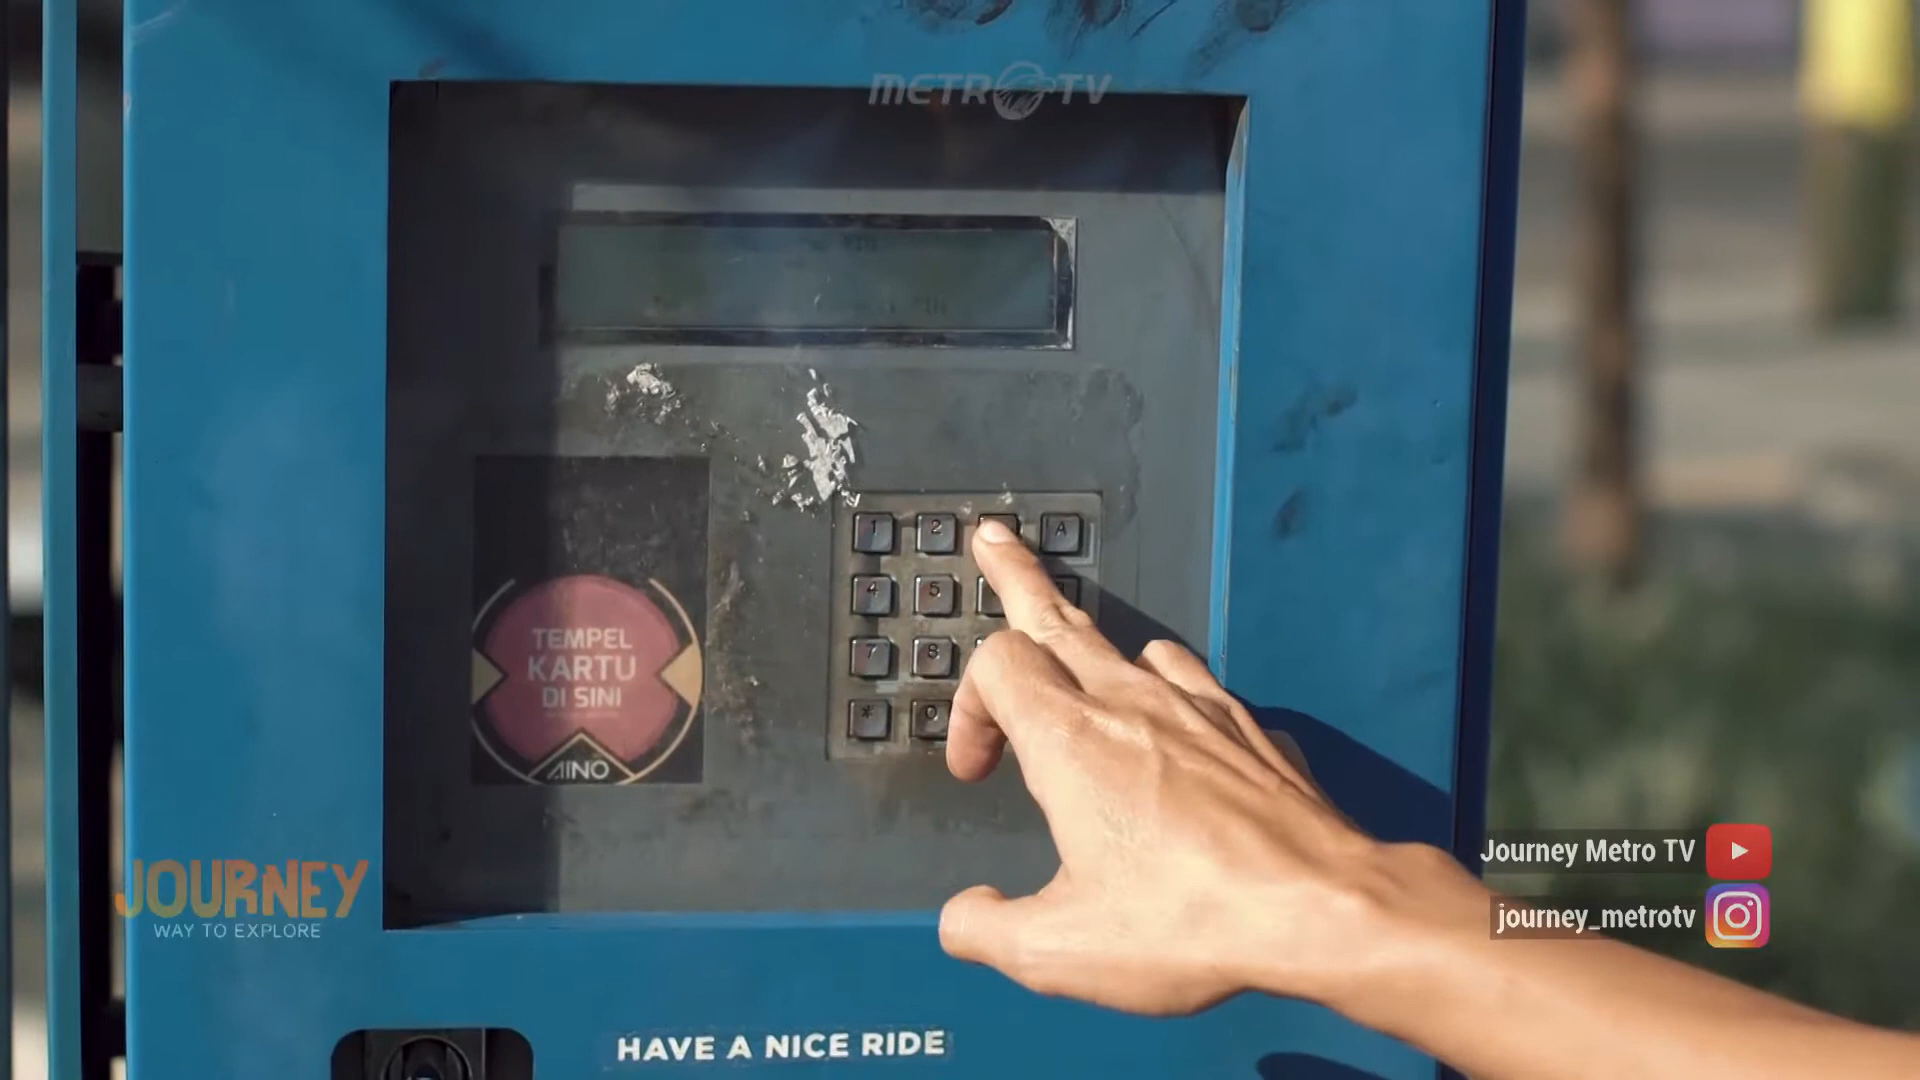 METRO TV
PIN
1 2 A
4 5
7 8
* 0
TEMPEL
KARTU
DI SINI
AINO
JOURNEY
WAY TO EXPLORE
Journey Metro TV
journey_metrotv
HAVE A NICE RIDE